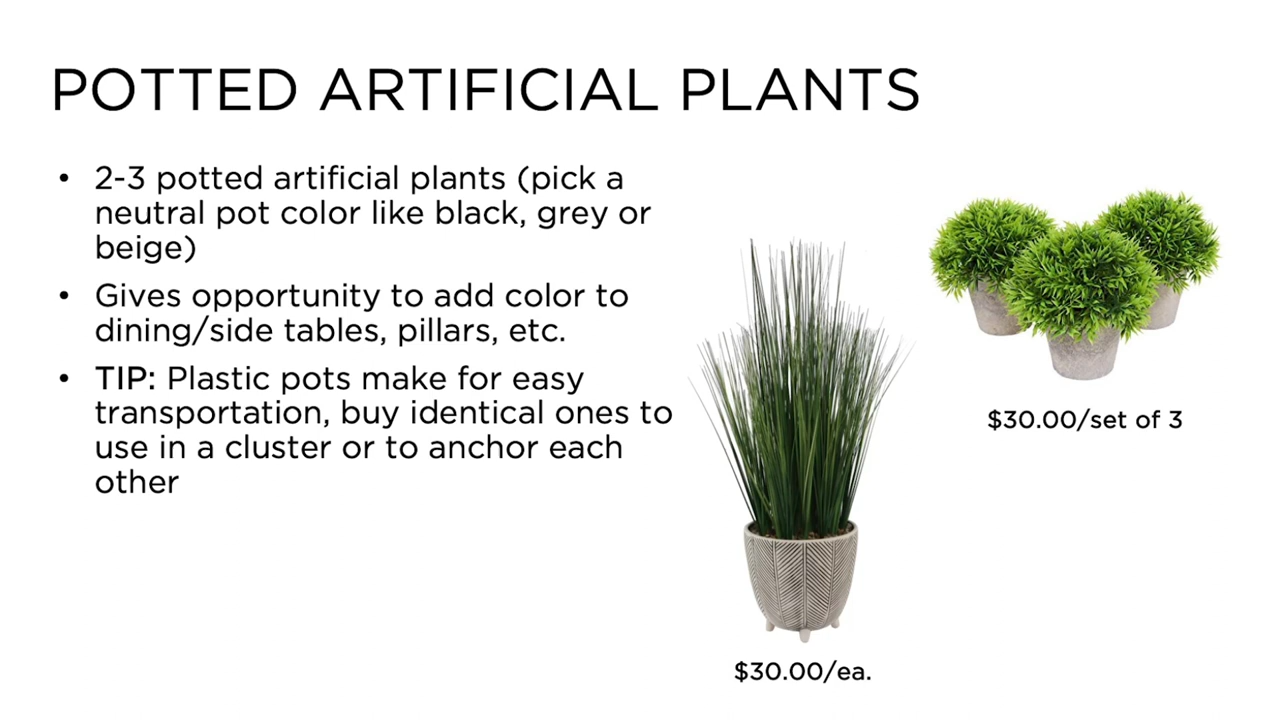 POTTED ARTIFICIAL PLANTS
• 2-3 potted artificial plants (pick a
neutral pot color like black, grey or
beige)
• Gives opportunity to add color to
dining/side tables, pillars, etc.
• TIP: Plastic pots make for easy
transportation, buy identical ones to
use in a cluster or to anchor each
other
$30.00/set of 3
$30.00/ea.